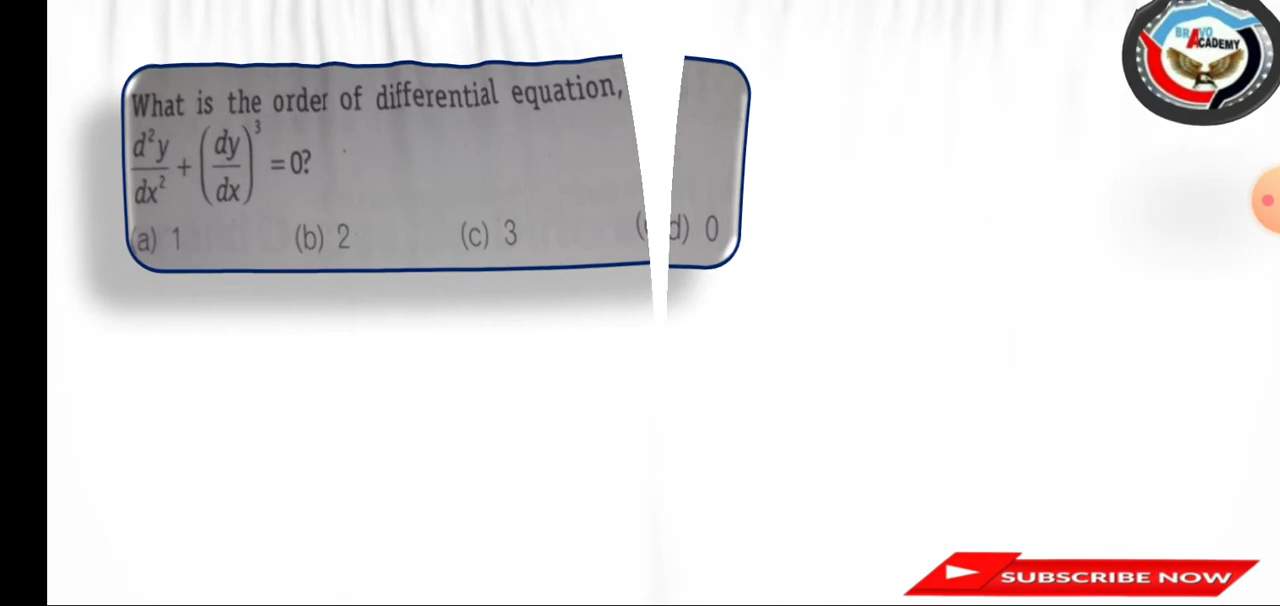 What is the order of differential equation,
d²y/dx² + (dy/dx)³ = 0?
(a) 1 (b) 2 (c) 3 (d) 0
BRAVO
ACADEMY
SUBSCRIBE NOW